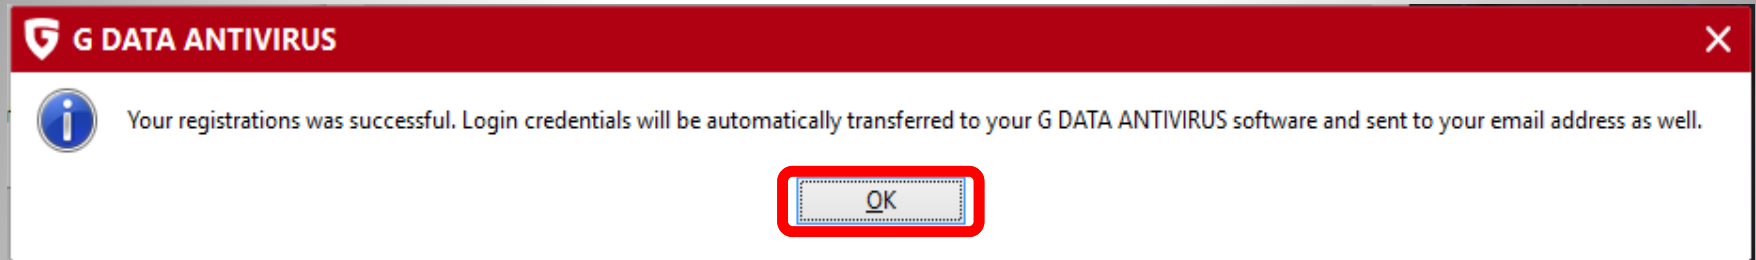 G DATA ANTIVIRUS
Your registrations was successful. Login credentials will be automatically transferred to your G DATA ANTIVIRUS software and sent to your email address as well.
OK